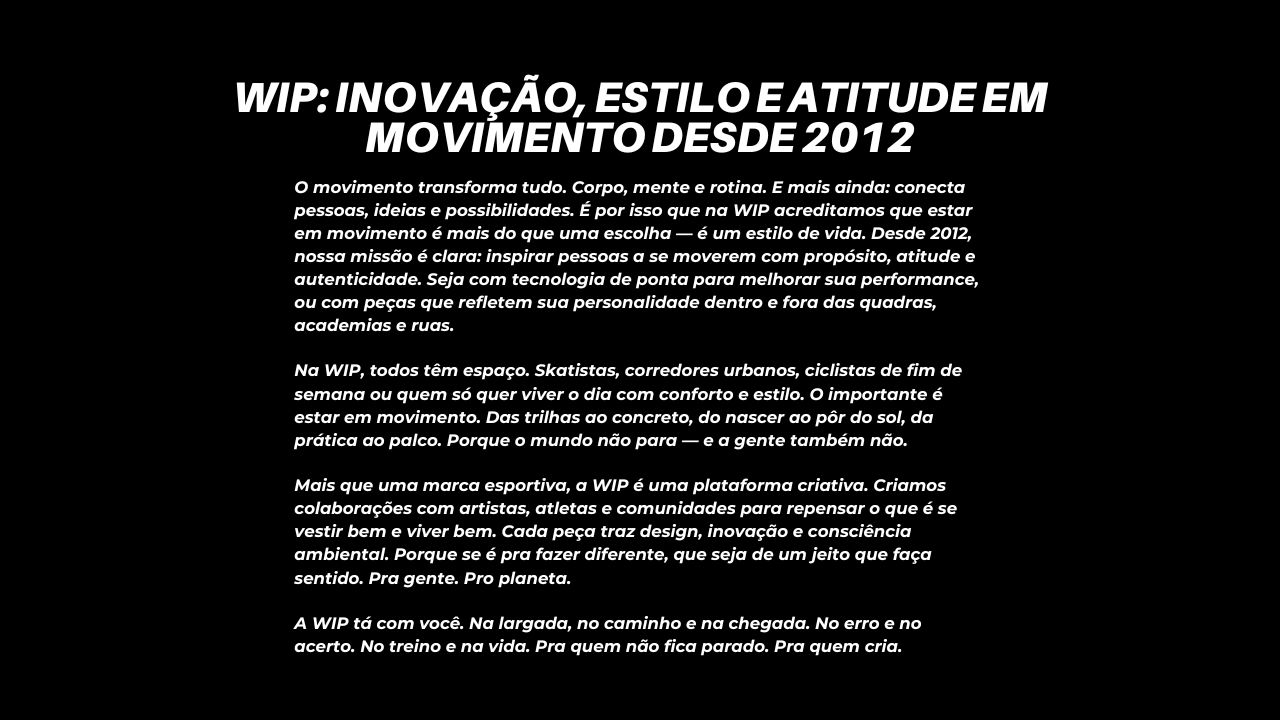 WIP: INOVAÇÃO, ESTILO E ATITUDE EM
MOVIMENTO DESDE 2012
O movimento transforma tudo. Corpo, mente e rotina. E mais ainda: conecta
pessoas, ideias e possibilidades. É por isso que na WIP acreditamos que estar
em movimento é mais do que uma escolha — é um estilo de vida. Desde 2012,
nossa missão é clara: inspirar pessoas a se moverem com propósito, atitude e
autenticidade. Seja com tecnologia de ponta para melhorar sua performance,
ou com peças que refletem sua personalidade dentro e fora das quadras,
academias e ruas.
Na WIP, todos têm espaço. Skatistas, corredores urbanos, ciclistas de fim de
semana ou quem só quer viver o dia com conforto e estilo. O importante é
estar em movimento. Das trilhas ao concreto, do nascer ao pôr do sol, da
prática ao palco. Porque o mundo não para — e a gente também não.
Mais que uma marca esportiva, a WIP é uma plataforma criativa. Criamos
colaborações com artistas, atletas e comunidades para repensar o que é se
vestir bem e viver bem. Cada peça traz design, inovação e consciência
ambiental. Porque se é pra fazer diferente, que seja de um jeito que faça
sentido. Pra gente. Pro planeta.
A WIP tá com você. Na largada, no caminho e na chegada. No erro e no
acerto. No treino e na vida. Pra quem não fica parado. Pra quem cria.